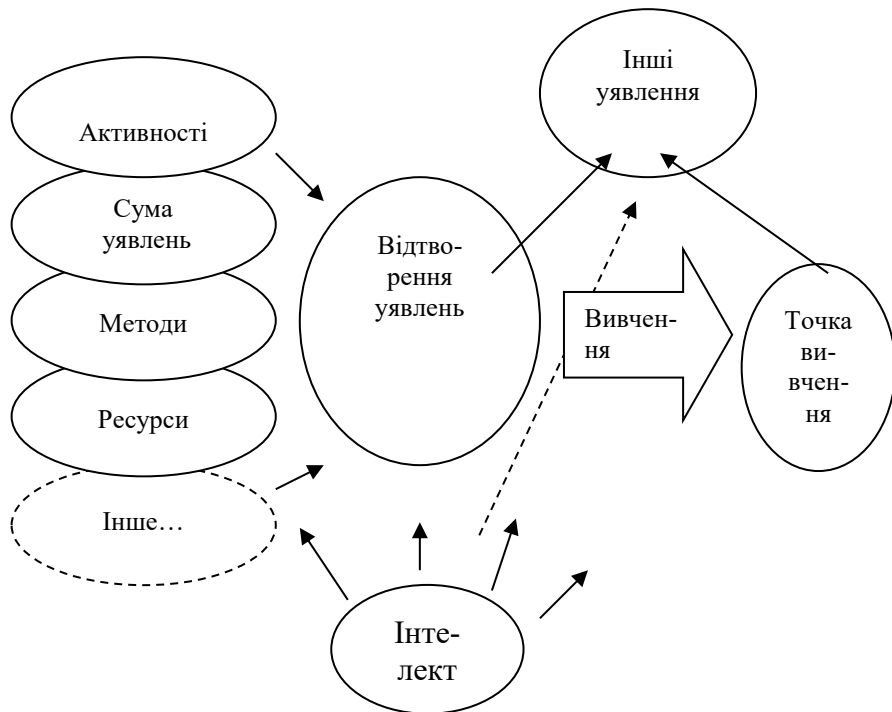 Активності
Сума
уявлень
Методи
Ресурси
Інше…
Відтво-
рення
уявлень
Інші
уявлення
Вивчен-
ня
Точка
ви-
вчен-
ня
Інте-
лект